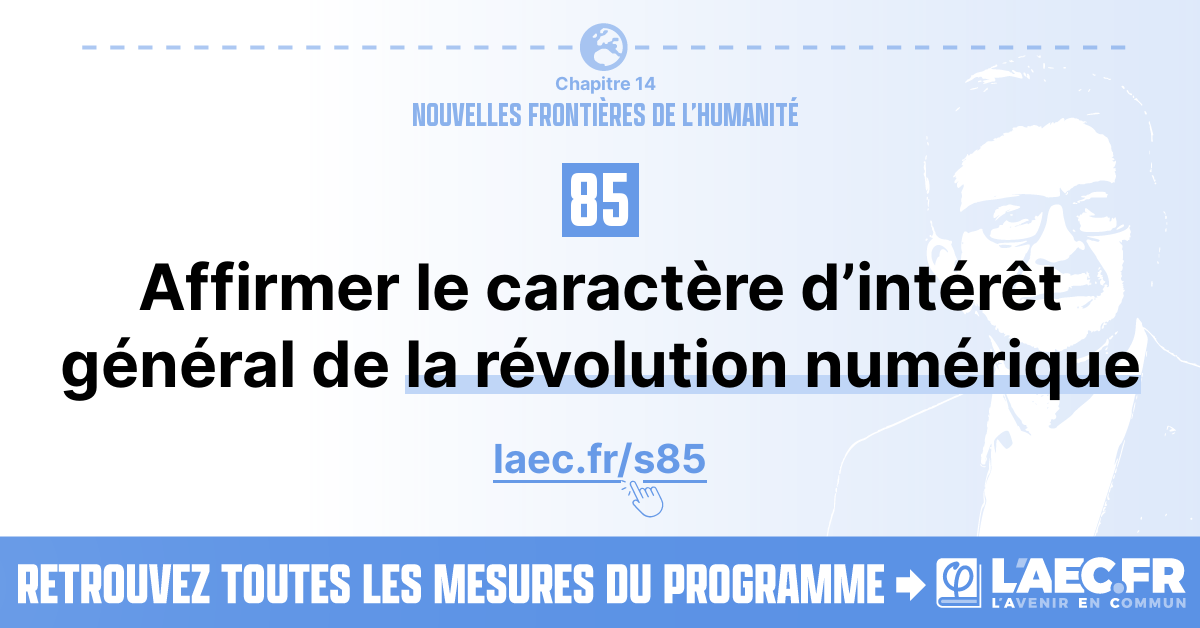 Chapitre 14
NOUVELLES FRONTIÈRES DE L'HUMANITÉ
85
Affirmer le caractère d’intérêt
général de la révolution numérique
laec.fr/s85
RETROUVEZ TOUTES LES MESURES DU PROGRAMME
φ L'AEC.FR
L'AVENIR EN COMMUN